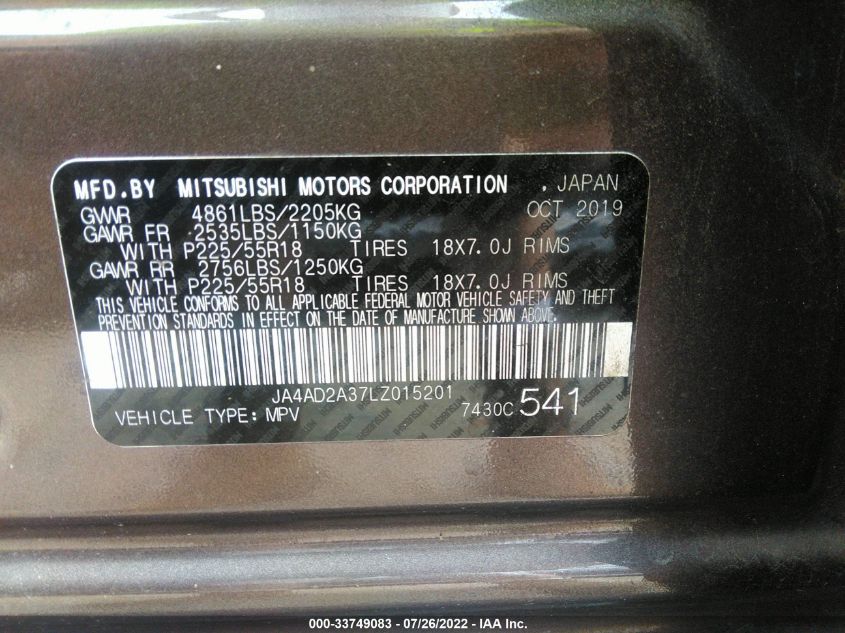 MFD.BY MITSUBISHI MOTORS CORPORATION . JAPAN
GVWR 4861LBS/2205KG OCT 2019
GAWR FR 2535LBS/1150KG
WITH P225/55R18 TIRES 18X7.0J RIMS
GAWR RR 2756LBS/1250KG
WITH P225/55R18 TIRES 18X7.0J RIMS
THIS VEHICLE CONFORMS TO ALL APPLICABLE FEDERAL MOTOR VEHICLE SAFETY AND THEFT
PREVENTION STANDARDS IN EFFECT ON THE DATE OF MANUFACTURE SHOWN ABOVE.
JA4AD2A37LZ015201
VEHICLE TYPE: MPV 7430C 541
000-33749083 - 07/26/2022 - IAA Inc.